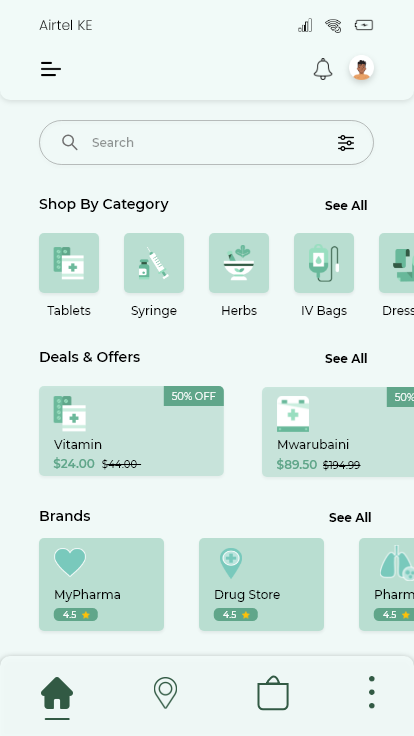 Airtel KE
Search
Shop By Category
See All
Tablets
Syringe
Herbs
IV Bags
Dress
Deals & Offers
See All
50% OFF
Vitamin
$24.00 $44.00
50%
Mwarubaini
$89.50 $194.99
Brands
See All
MyPharma
4.5
Drug Store
4.5
Pharm
4.5